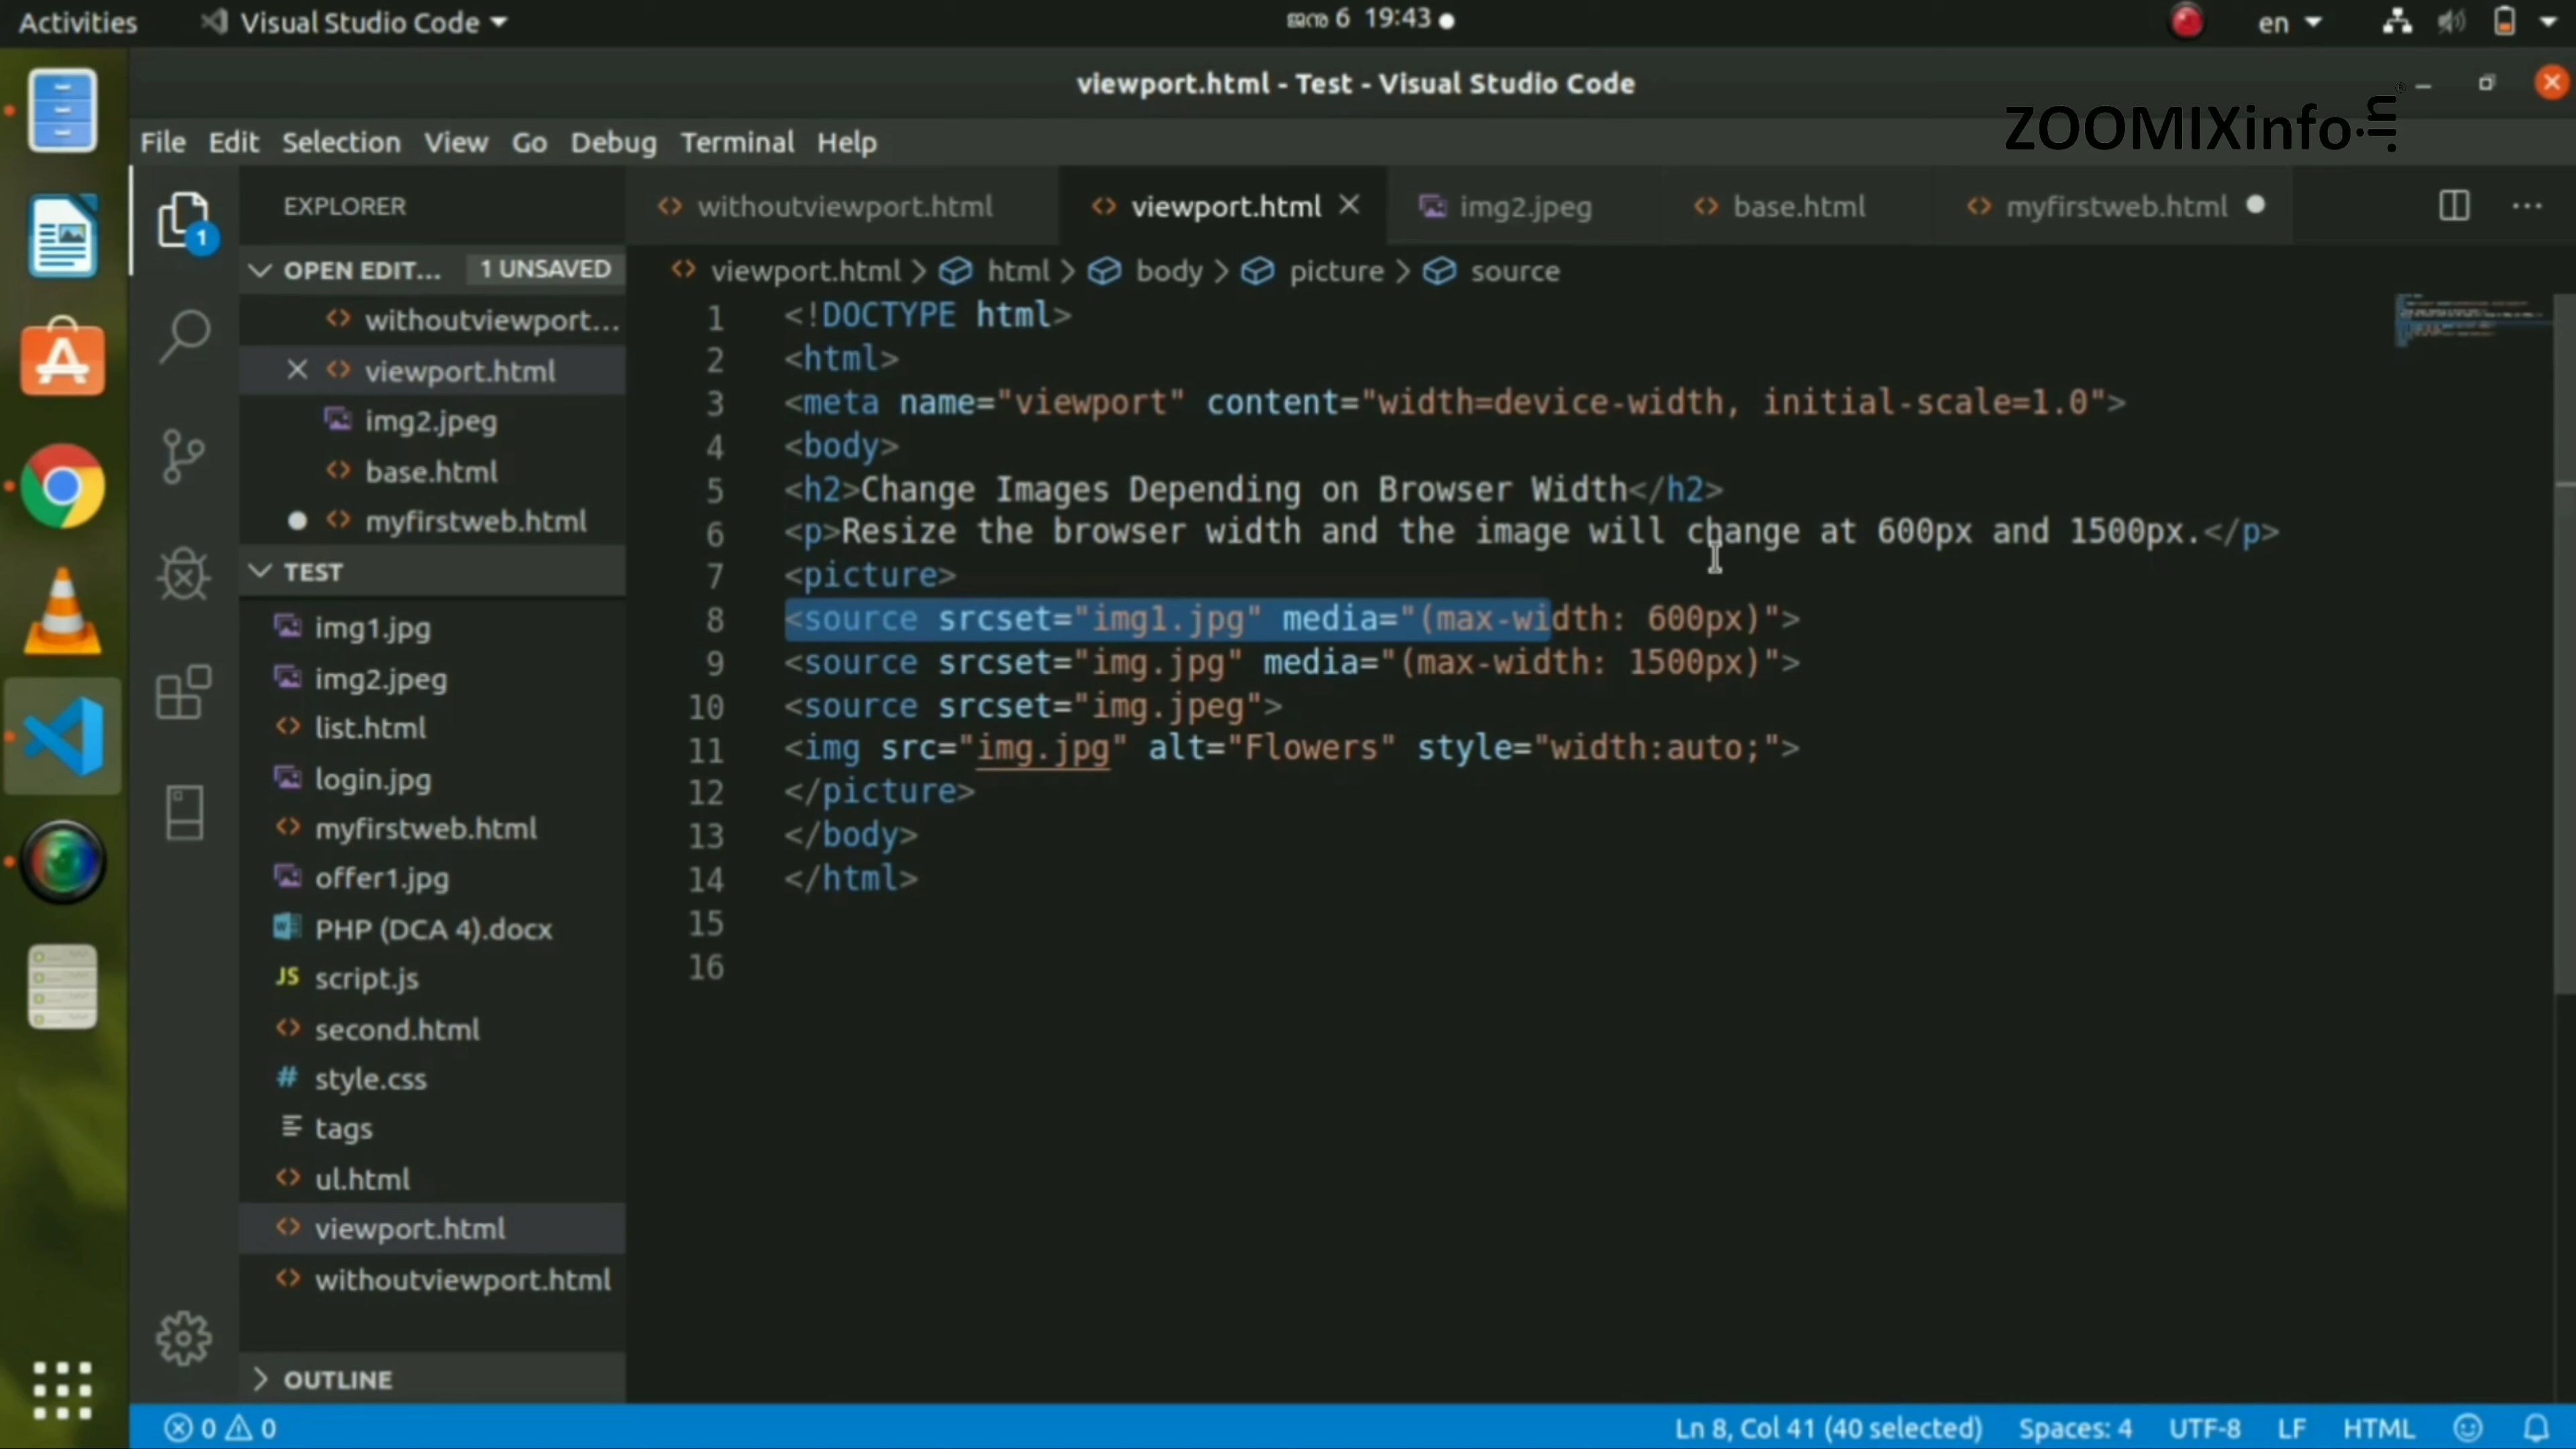 Activities
Visual Studio Code
ജനു 6 19:43
en
viewport.html - Test - Visual Studio Code
ZOOMIXinfo.in
File Edit Selection View Go Debug Terminal Help
EXPLORER
1
OPEN EDIT... 1 UNSAVED
withoutviewport...
viewport.html
img2.jpeg
base.html
myfirstweb.html
TEST
img1.jpg
img2.jpeg
list.html
login.jpg
myfirstweb.html
offer1.jpg
PHP (DCA 4).docx
JS script.js
second.html
# style.css
tags
ul.html
viewport.html
withoutviewport.html
OUTLINE
withoutviewport.html viewport.html img2.jpeg base.html myfirstweb.html
viewport.html > html > body > picture > source
1 <!DOCTYPE html>
2 <html>
3 <meta name="viewport" content="width=device-width, initial-scale=1.0">
4 <body>
5 <h2>Change Images Depending on Browser Width</h2>
6 <p>Resize the browser width and the image will change at 600px and 1500px.</p>
7 <picture>
8 <source srcset="img1.jpg" media="(max-width: 600px)">
9 <source srcset="img.jpg" media="(max-width: 1500px)">
10 <source srcset="img.jpeg">
11 <img src="img.jpg" alt="Flowers" style="width:auto;">
12 </picture>
13 </body>
14 </html>
15
16
0 0
Ln 8, Col 41 (40 selected) Spaces: 4 UTF-8 LF HTML